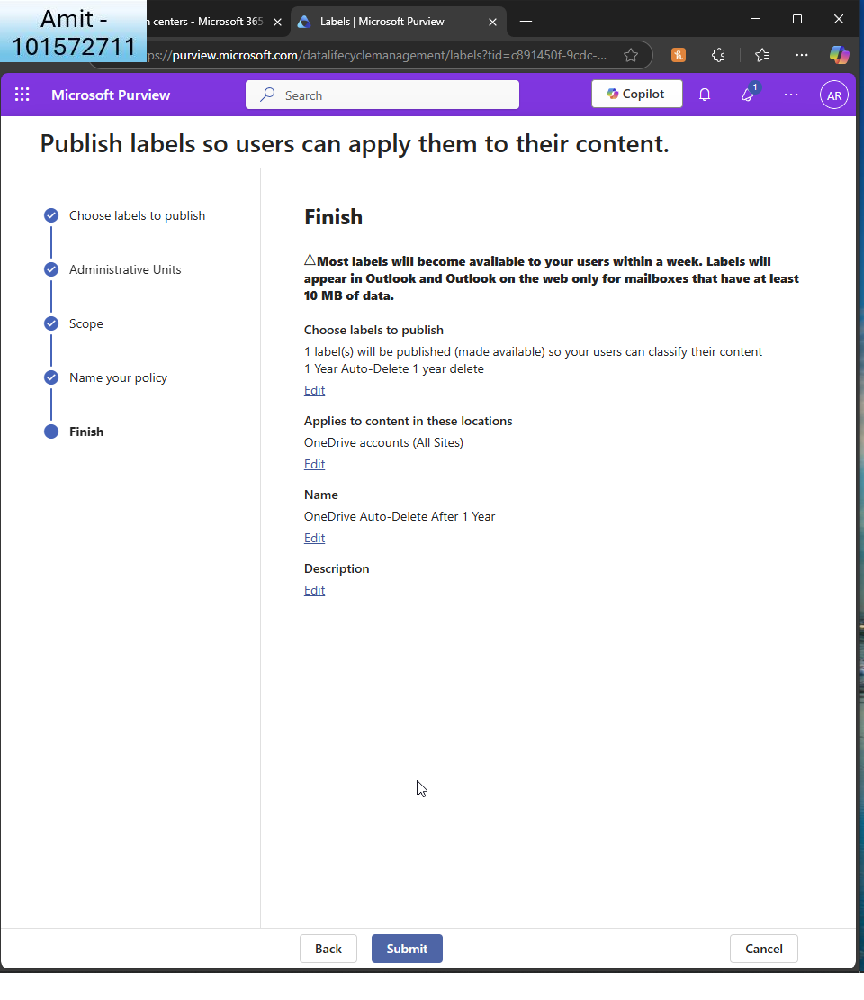 Amit -
101572711
n centers - Microsoft 365
Labels | Microsoft Purview
ps://purview.microsoft.com/datalifecyclemanagement/labels?tid=c891450f-9cdc-...
Microsoft Purview
Search
Copilot
1
AR
Publish labels so users can apply them to their content.
Choose labels to publish
Administrative Units
Scope
Name your policy
Finish
Finish
Most labels will become available to your users within a week. Labels will
appear in Outlook and Outlook on the web only for mailboxes that have at least
10 MB of data.
Choose labels to publish
1 label(s) will be published (made available) so your users can classify their content
1 Year Auto-Delete 1 year delete
Edit
Applies to content in these locations
OneDrive accounts (All Sites)
Edit
Name
OneDrive Auto-Delete After 1 Year
Edit
Description
Edit
Back
Submit
Cancel